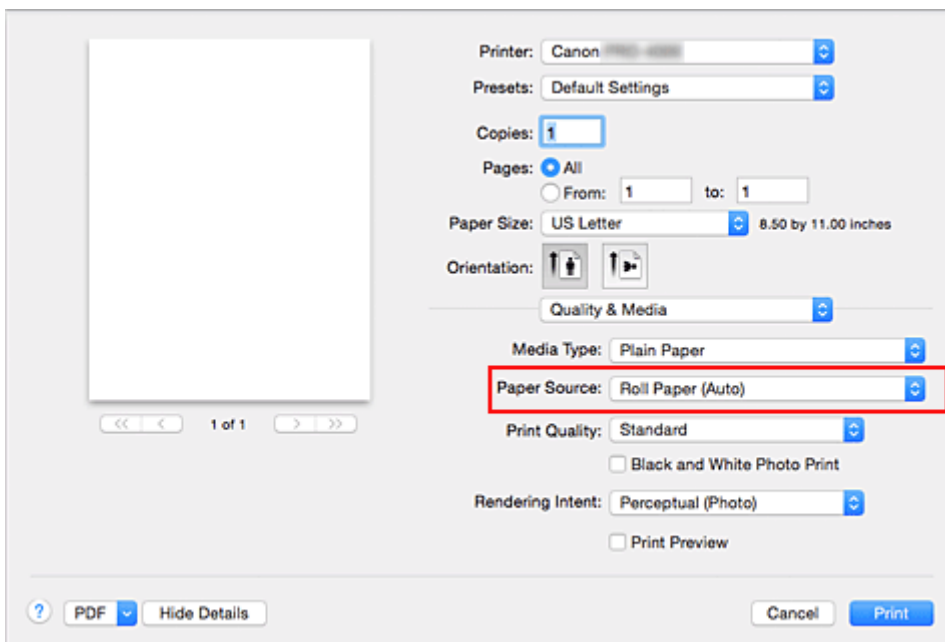 Printer: Canon
Presets: Default Settings
Copies: 1
Pages: All
From: 1 to: 1
Paper Size: US Letter 8.50 by 11.00 inches
Orientation:
Quality & Media
Media Type: Plain Paper
Paper Source: Roll Paper (Auto)
1 of 1
Print Quality: Standard
Black and White Photo Print
Rendering Intent: Perceptual (Photo)
Print Preview
? PDF Hide Details Cancel Print